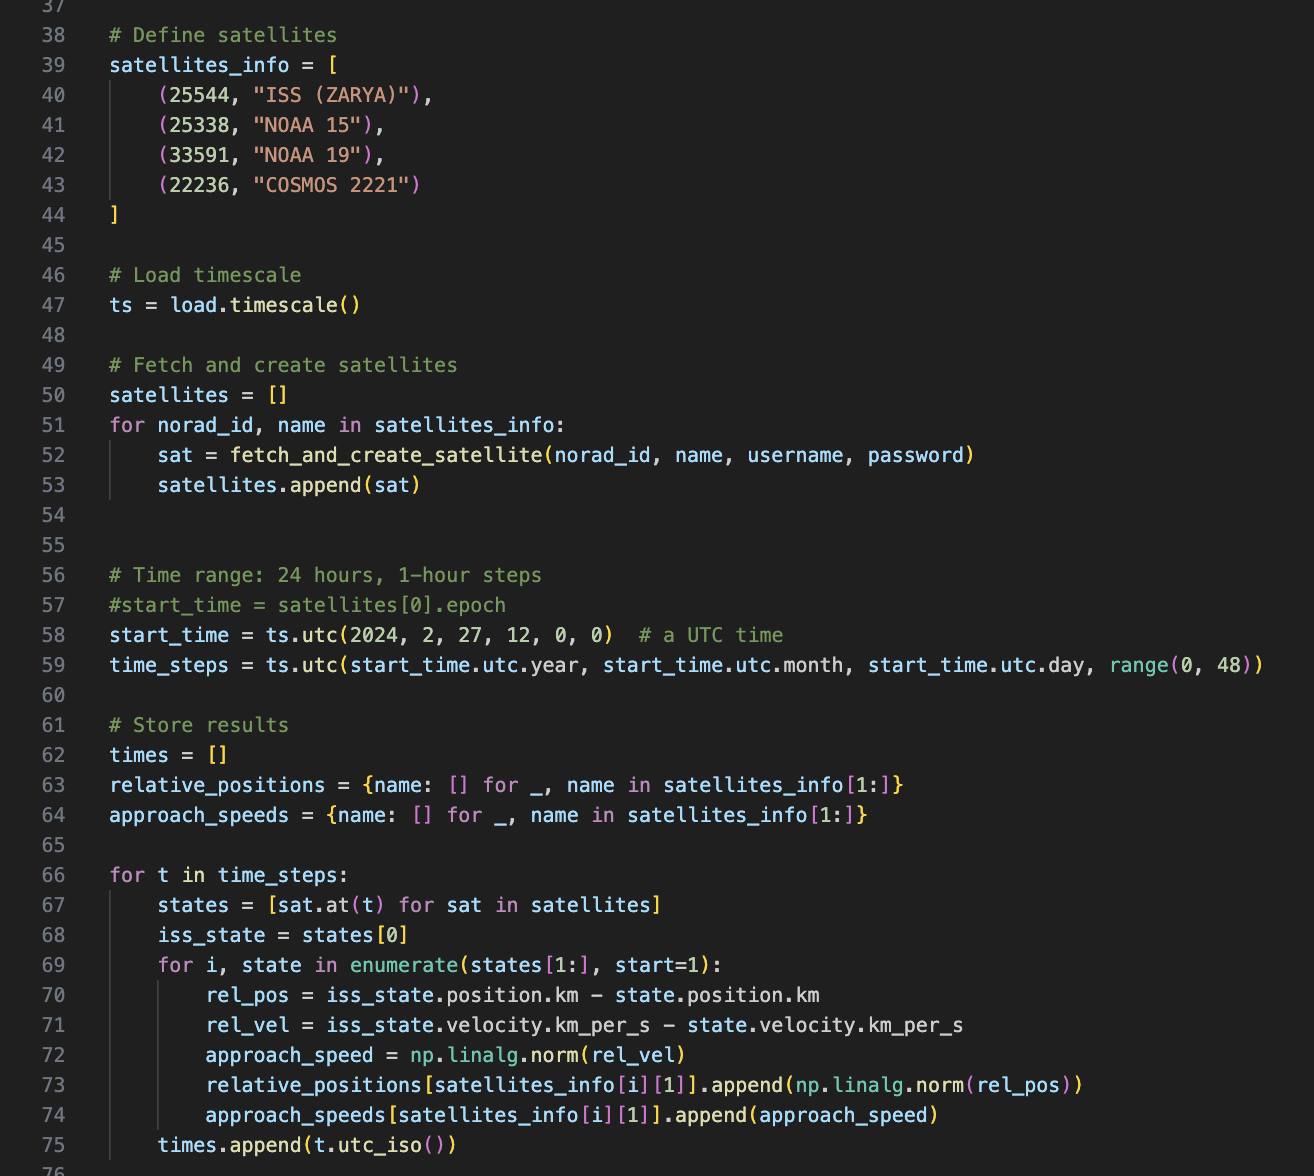 37
38 # Define satellites
39 satellites_info = [
40     (25544, "ISS (ZARYA)"),
41     (25338, "NOAA 15"),
42     (33591, "NOAA 19"),
43     (22236, "COSMOS 2221")
44 ]
45
46 # Load timescale
47 ts = load.timescale()
48
49 # Fetch and create satellites
50 satellites = []
51 for norad_id, name in satellites_info:
52     sat = fetch_and_create_satellite(norad_id, name, username, password)
53     satellites.append(sat)
54
55
56 # Time range: 24 hours, 1-hour steps
57 #start_time = satellites[0].epoch
58 start_time = ts.utc(2024, 2, 27, 12, 0, 0)  # a UTC time
59 time_steps = ts.utc(start_time.utc.year, start_time.utc.month, start_time.utc.day, range(0, 48))
60
61 # Store results
62 times = []
63 relative_positions = {name: [] for _, name in satellites_info[1:]}
64 approach_speeds = {name: [] for _, name in satellites_info[1:]}
65
66 for t in time_steps:
67     states = [sat.at(t) for sat in satellites]
68     iss_state = states[0]
69     for i, state in enumerate(states[1:], start=1):
70         rel_pos = iss_state.position.km - state.position.km
71         rel_vel = iss_state.velocity.km_per_s - state.velocity.km_per_s
72         approach_speed = np.linalg.norm(rel_vel)
73         relative_positions[satellites_info[i][1]].append(np.linalg.norm(rel_pos))
74         approach_speeds[satellites_info[i][1]].append(approach_speed)
75     times.append(t.utc_iso())
76